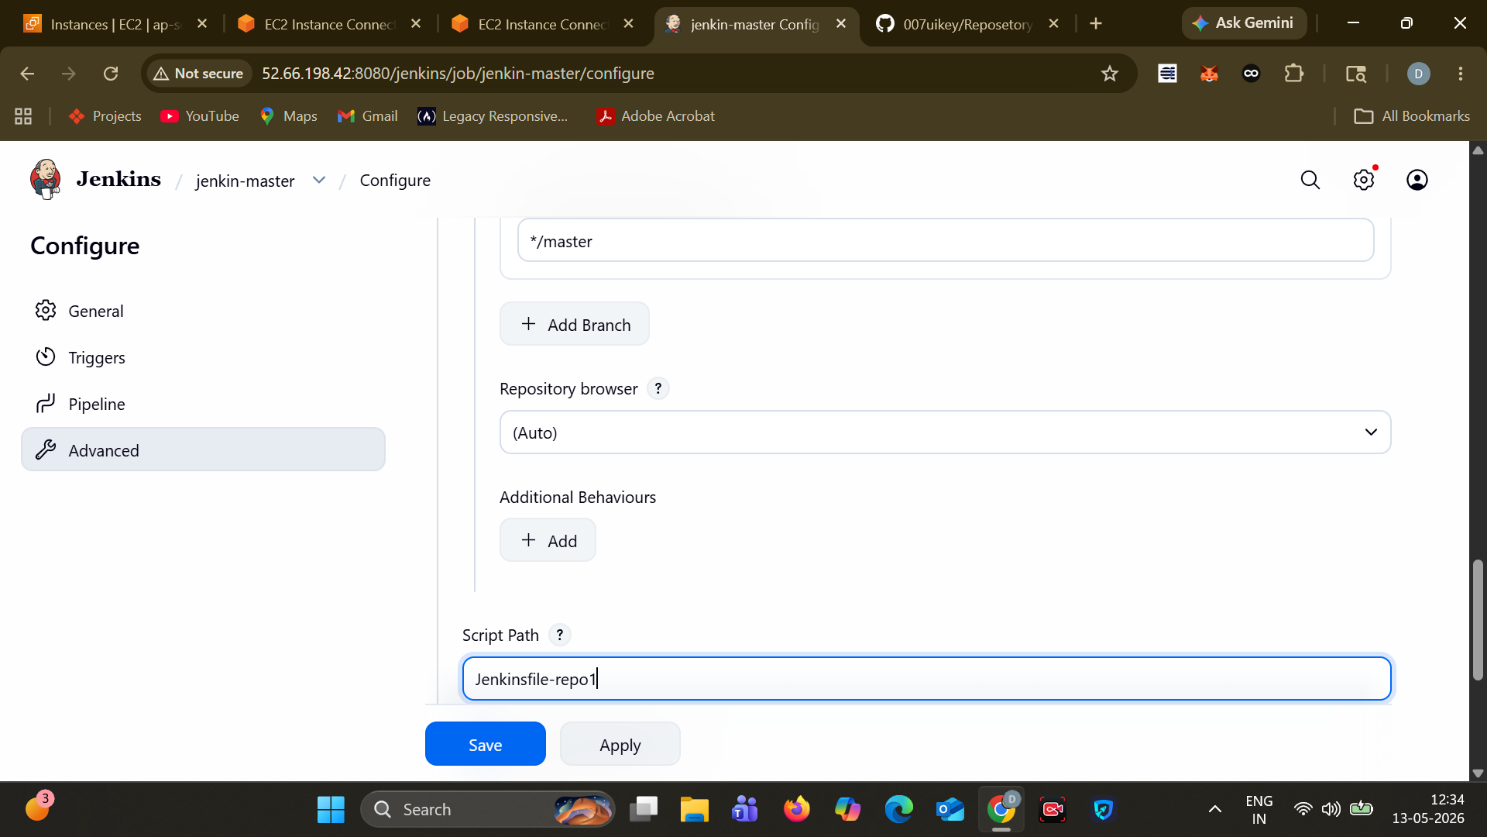 Instances | EC2 | ap-s
EC2 Instance Connect
EC2 Instance Connec
jenkin-master Config
007uikey/Reposetory
Ask Gemini
Not secure
52.66.198.42:8080/jenkins/job/jenkin-master/configure
D
Projects
YouTube
Maps
Gmail
Legacy Responsive...
Adobe Acrobat
All Bookmarks
Jenkins / jenkin-master / Configure
Configure
General
Triggers
Pipeline
Advanced
*/master
+ Add Branch
Repository browser ?
(Auto)
Additional Behaviours
+ Add
Script Path ?
Jenkinsfile-repo1
Save
Apply
3
Search
D
ENG
IN
12:34
13-05-2026